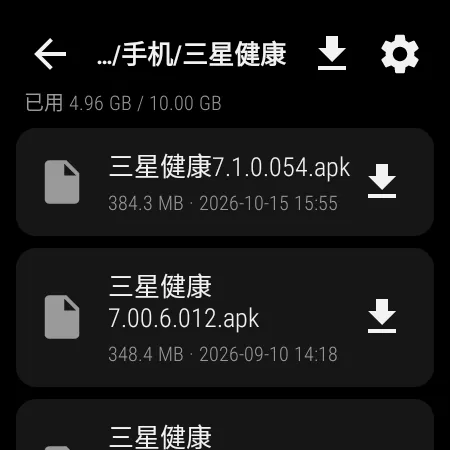 …/手机/三星健康
已用 4.96 GB / 10.00 GB
三星健康7.1.0.054.apk
384.3 MB · 2026-10-15 15:55
三星健康
7.00.6.012.apk
348.4 MB · 2026-09-10 14:18
三星健康